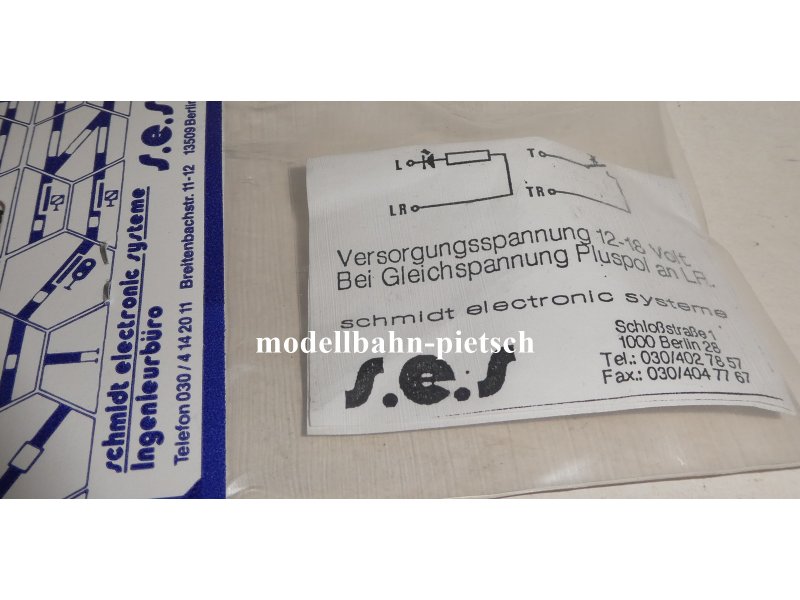 s.e.s
schmidt electronic systeme
Ingenieurbüro
Telefon 030 / 4 14 20 11 Breitenbachstr. 11-12 13509 Berlin
L
LR
T
TR
Versorgungsspannung 12-18 Volt.
Bei Gleichspannung Pluspol an LR.
schmidt electronic systeme
s.e.s
Schloßstraße 1
1000 Berlin 28
Tel.: 030/402 78 57
Fax.: 030/404 77 67
modellbahn-pietsch